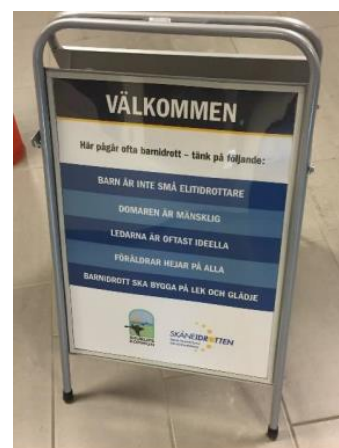 VÄLKOMMEN
Här pågår ofta barnidrott – tänk på följande:
BARN ÄR INTE SMÅ ELITIDROTTARE
DOMAREN ÄR MÄNSKLIG
LEDARNA ÄR OFTAST IDEELLA
FÖRÄLDRAR HEJAR PÅ ALLA
BARNIDROTT SKA BYGGA PÅ LEK OCH GLÄDJE
KOMMUN
SKÅNEIDROTTEN